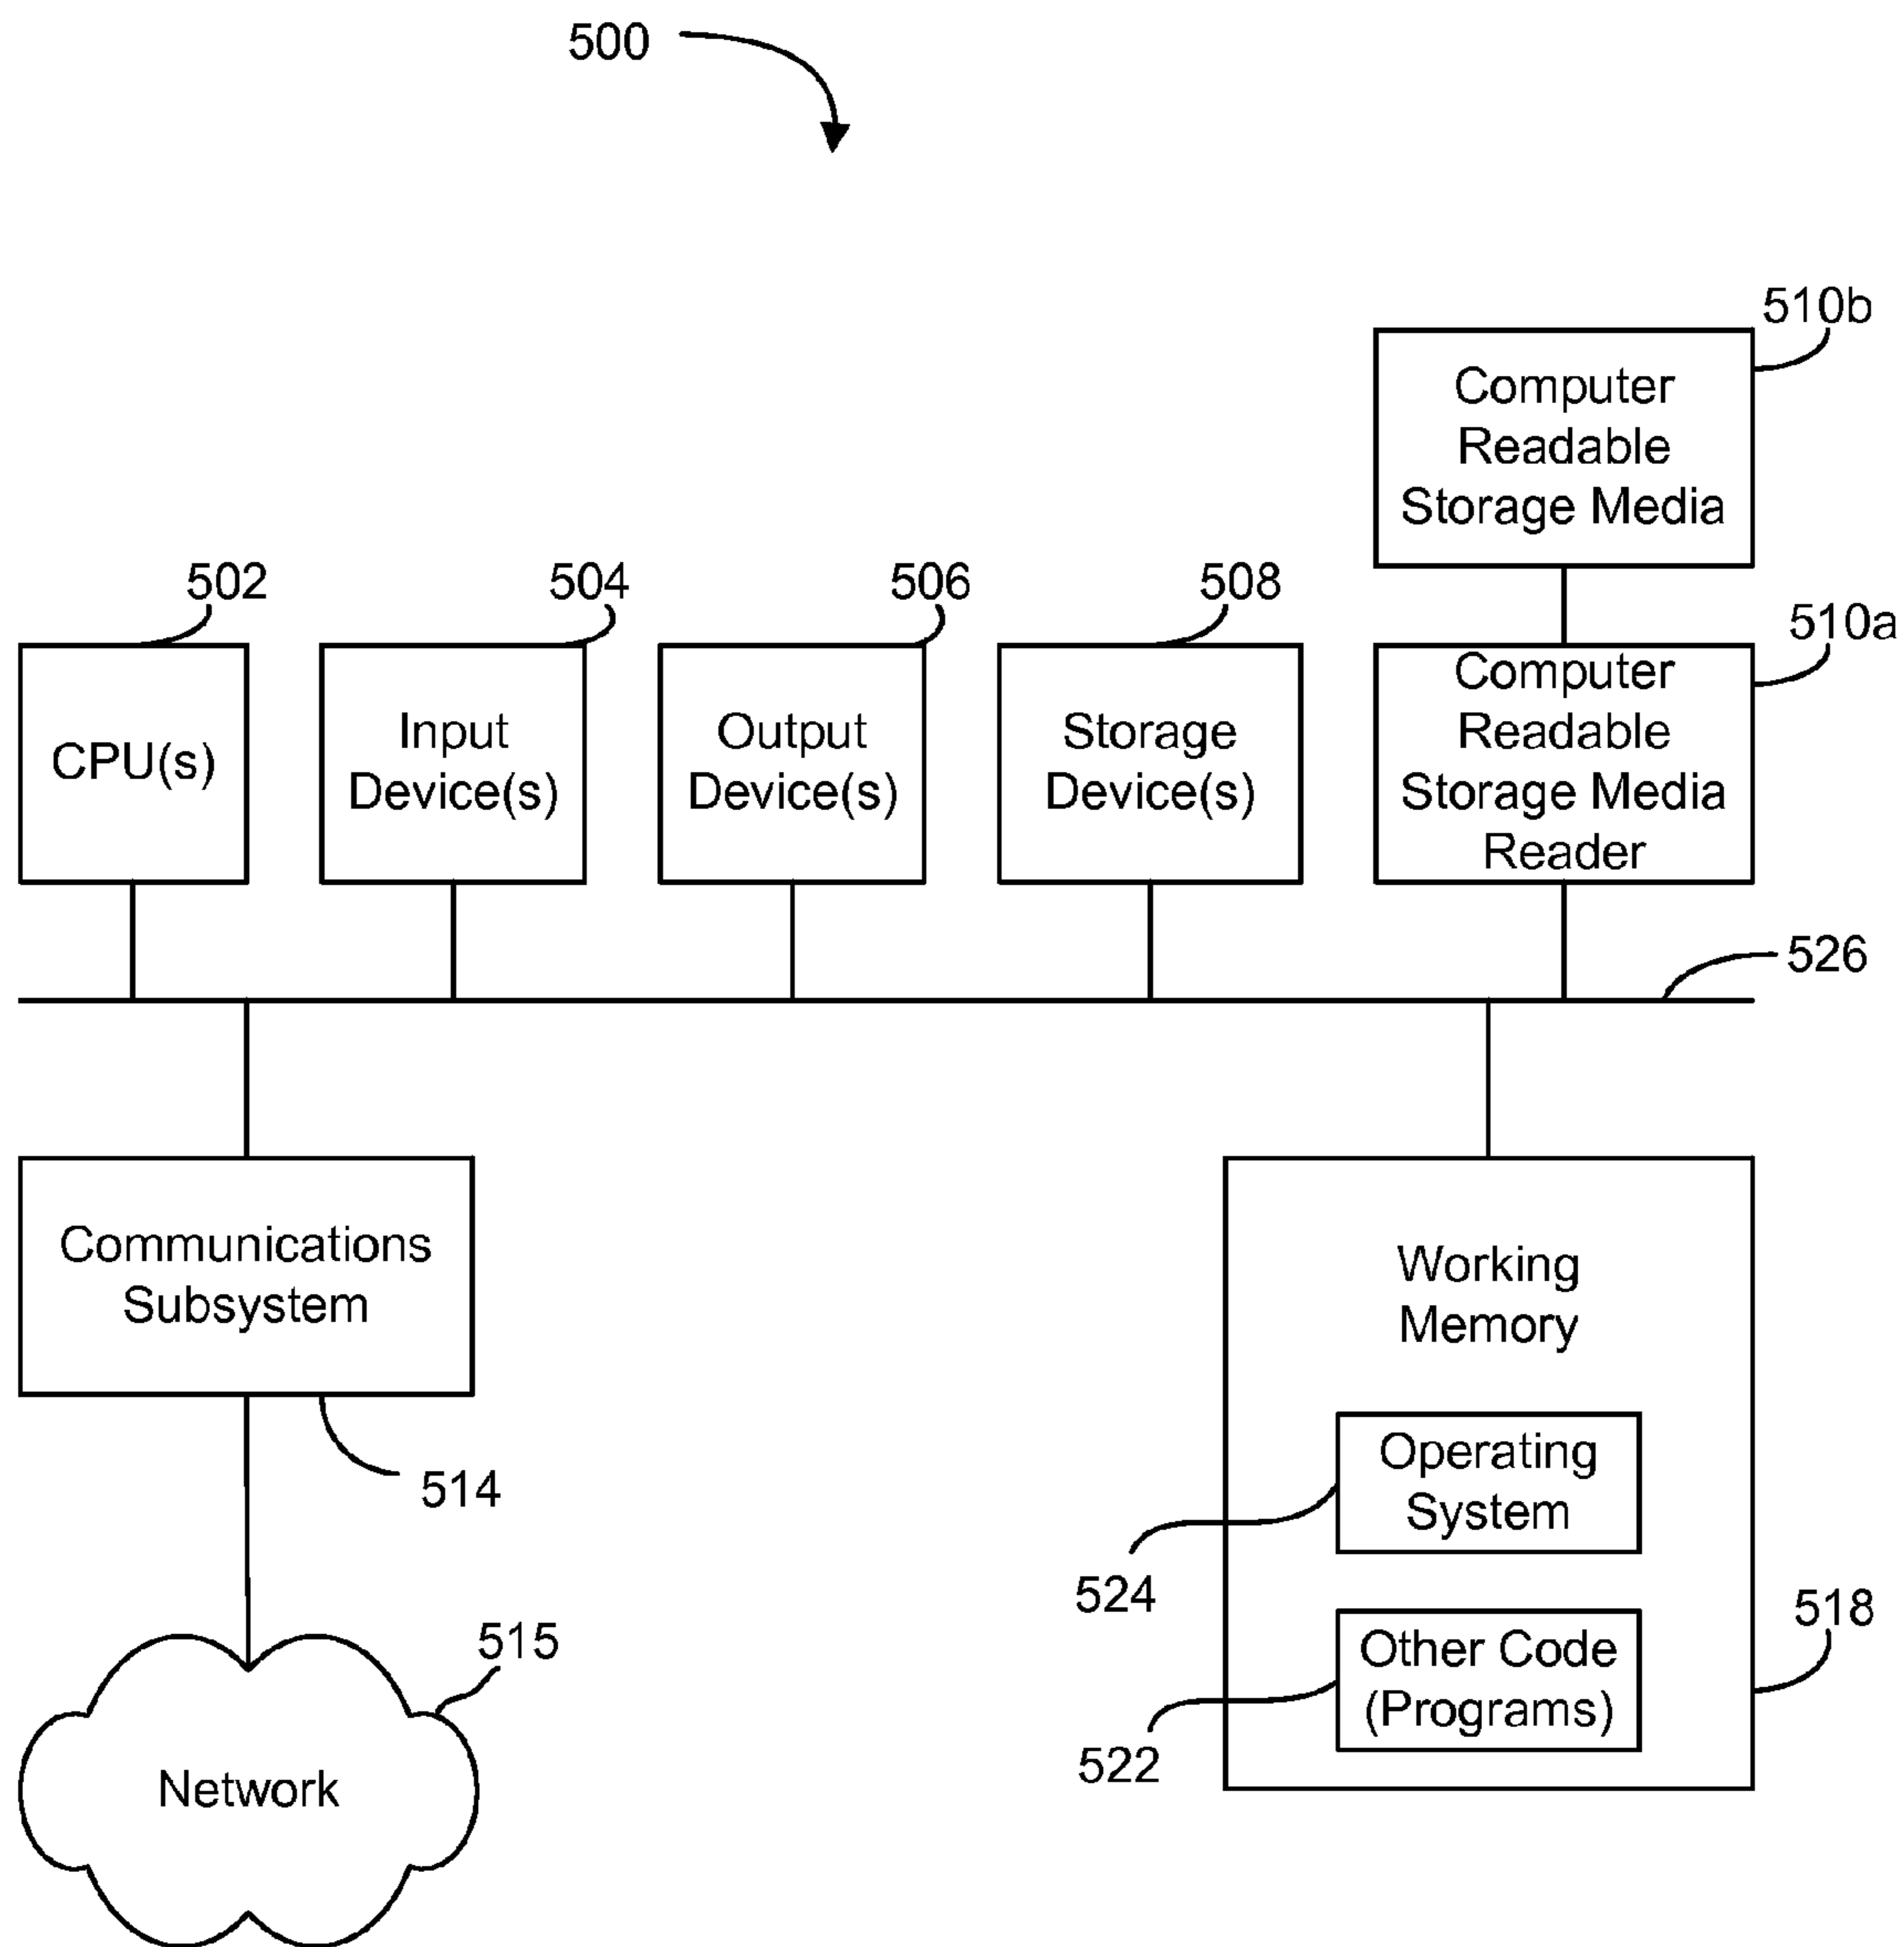 500
510b
Computer
Readable
Storage Media
502
504
506
508
510a
CPU(s)
Input
Device(s)
Output
Device(s)
Storage
Device(s)
Computer
Readable
Storage Media
Reader
526
Communications
Subsystem
514
Working
Memory
Operating
System
524
Other Code
(Programs)
522
518
515
Network